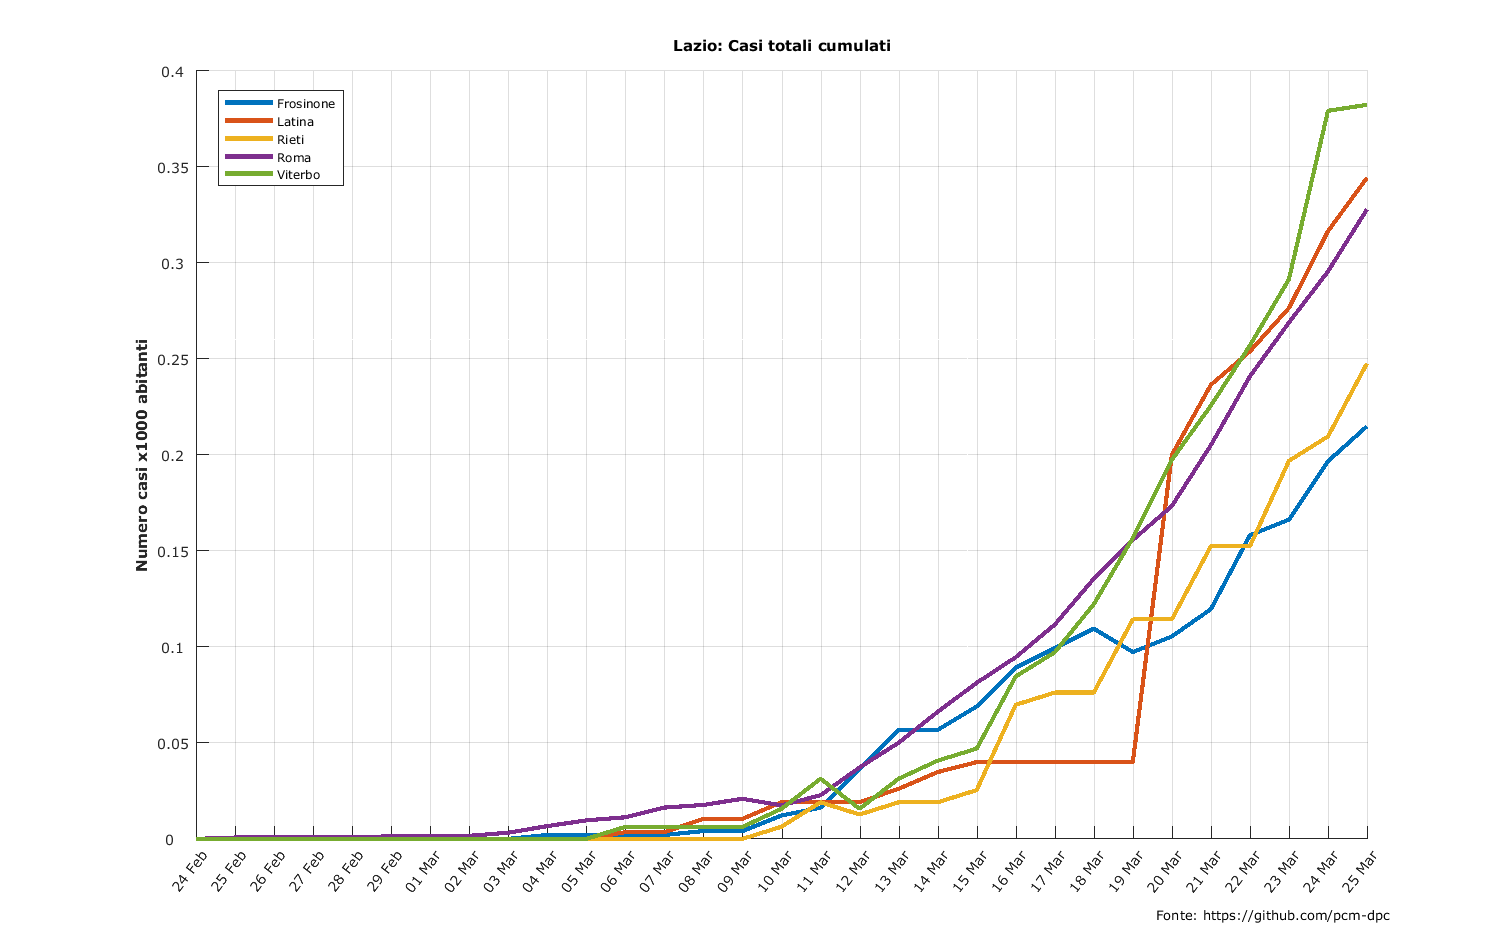 Lazio: Casi totali cumulati
0.4
0.35
0.3
0.25
0.2
0.15
0.1
0.05
0
Numero casi x1000 abitanti
Frosinone
Latina
Rieti
Roma
Viterbo
24 Feb
25 Feb
26 Feb
27 Feb
28 Feb
29 Feb
01 Mar
02 Mar
03 Mar
04 Mar
05 Mar
06 Mar
07 Mar
08 Mar
09 Mar
10 Mar
11 Mar
12 Mar
13 Mar
14 Mar
15 Mar
16 Mar
17 Mar
18 Mar
19 Mar
20 Mar
21 Mar
22 Mar
23 Mar
24 Mar
25 Mar
Fonte: https://github.com/pcm-dpc